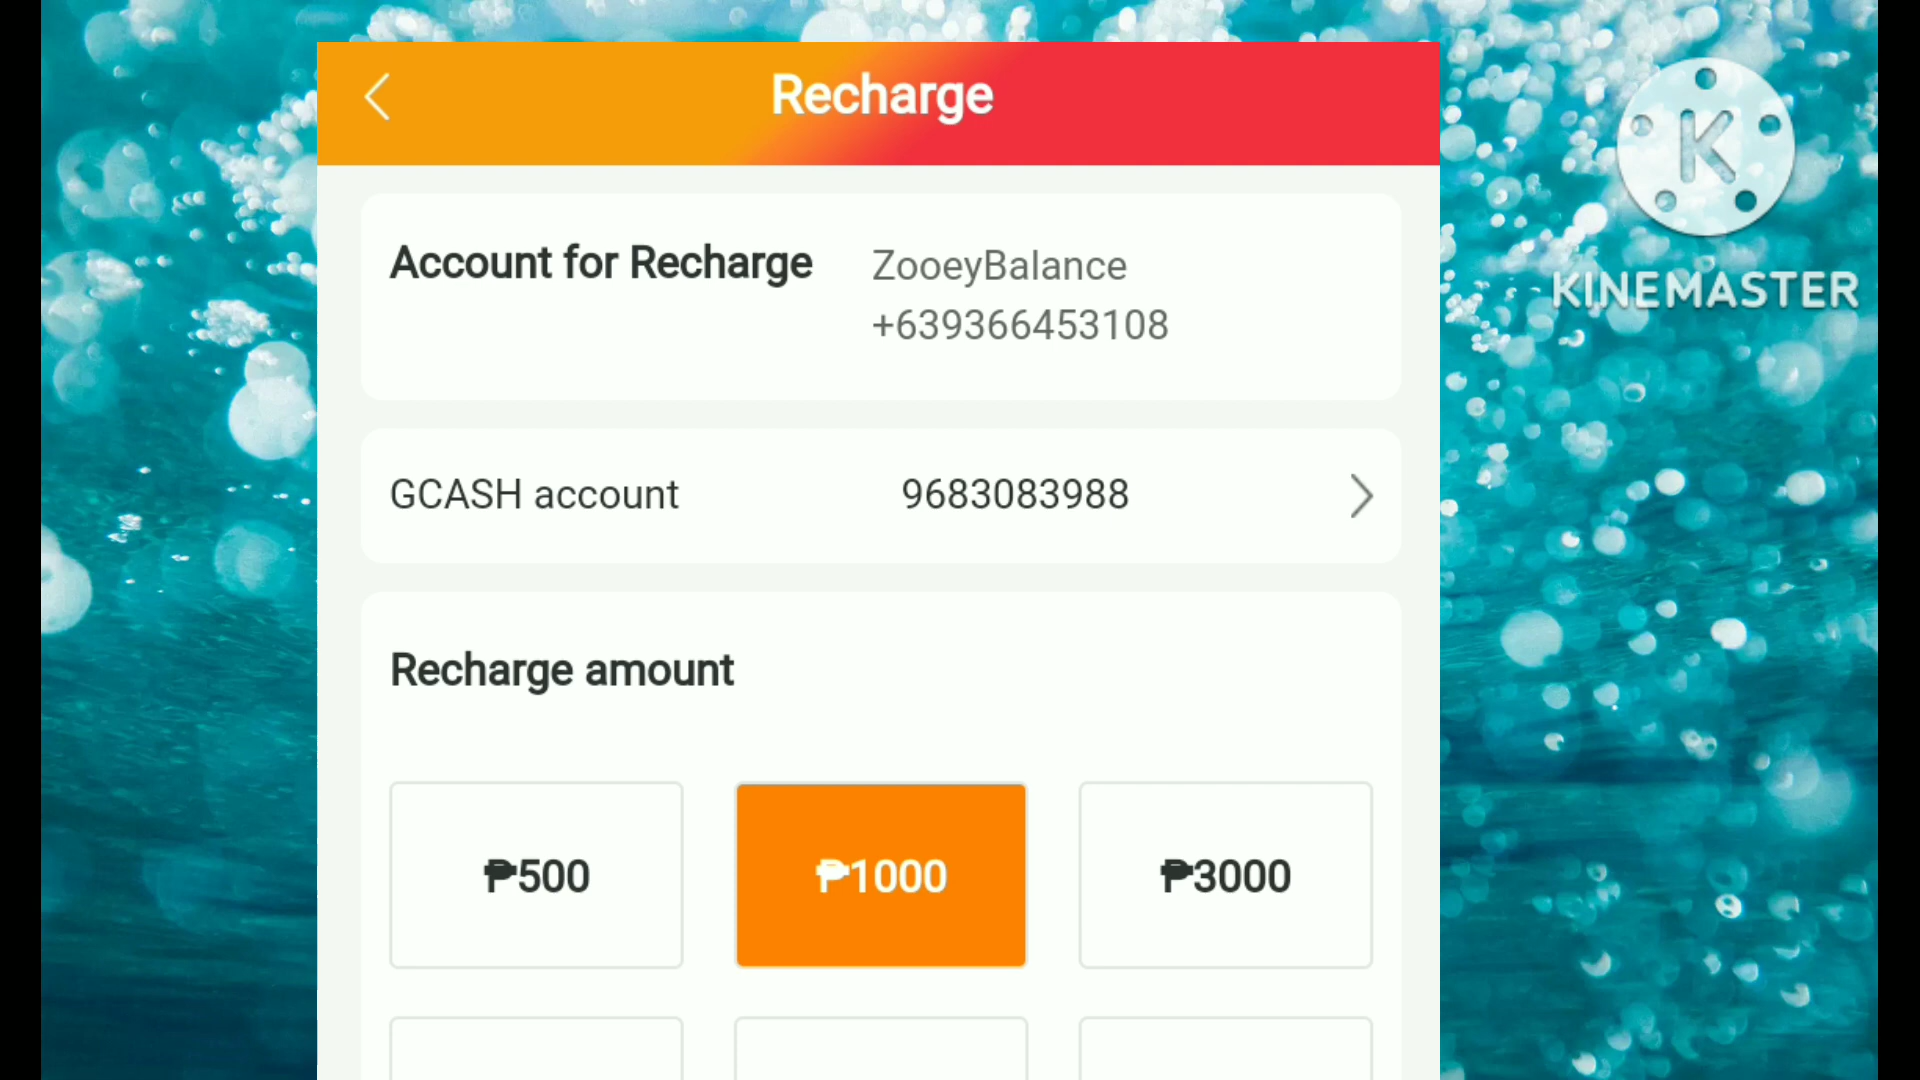 Recharge
K
KINEMASTER
Account for Recharge
ZooeyBalance
+639366453108
GCASH account
9683083988
Recharge amount
₱500
₱1000
₱3000